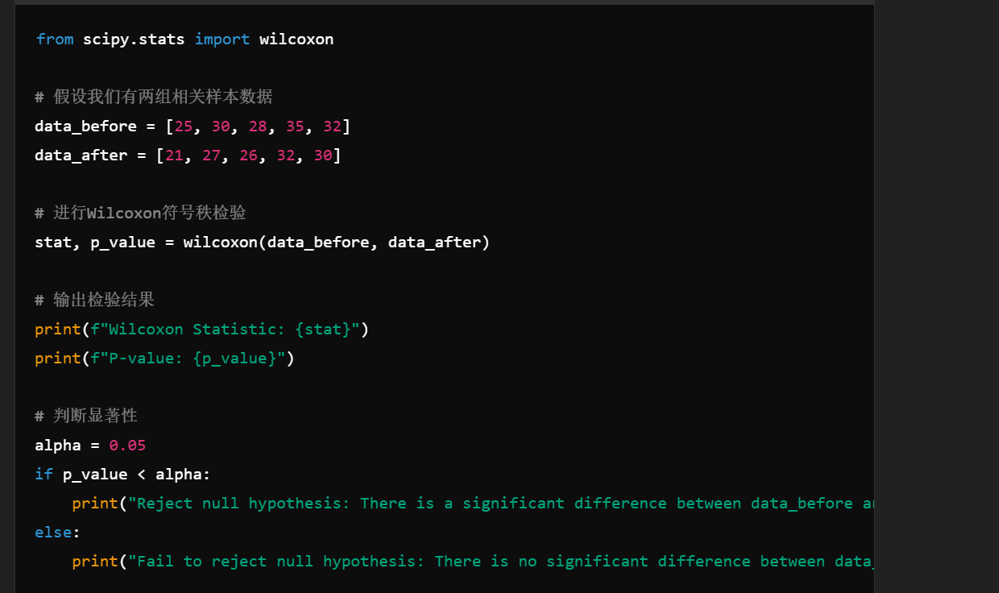 from scipy.stats import wilcoxon
# 假设我们有两组相关样本数据
data_before = [25, 30, 28, 35, 32]
data_after = [21, 27, 26, 32, 30]
# 进行Wilcoxon符号秩检验
stat, p_value = wilcoxon(data_before, data_after)
# 输出检验结果
print(f"Wilcoxon Statistic: {stat}")
print(f"P-value: {p_value}")
# 判断显著性
alpha = 0.05
if p_value < alpha:
print("Reject null hypothesis: There is a significant difference between data_before
else:
print("Fail to reject null hypothesis: There is no significant difference between data_